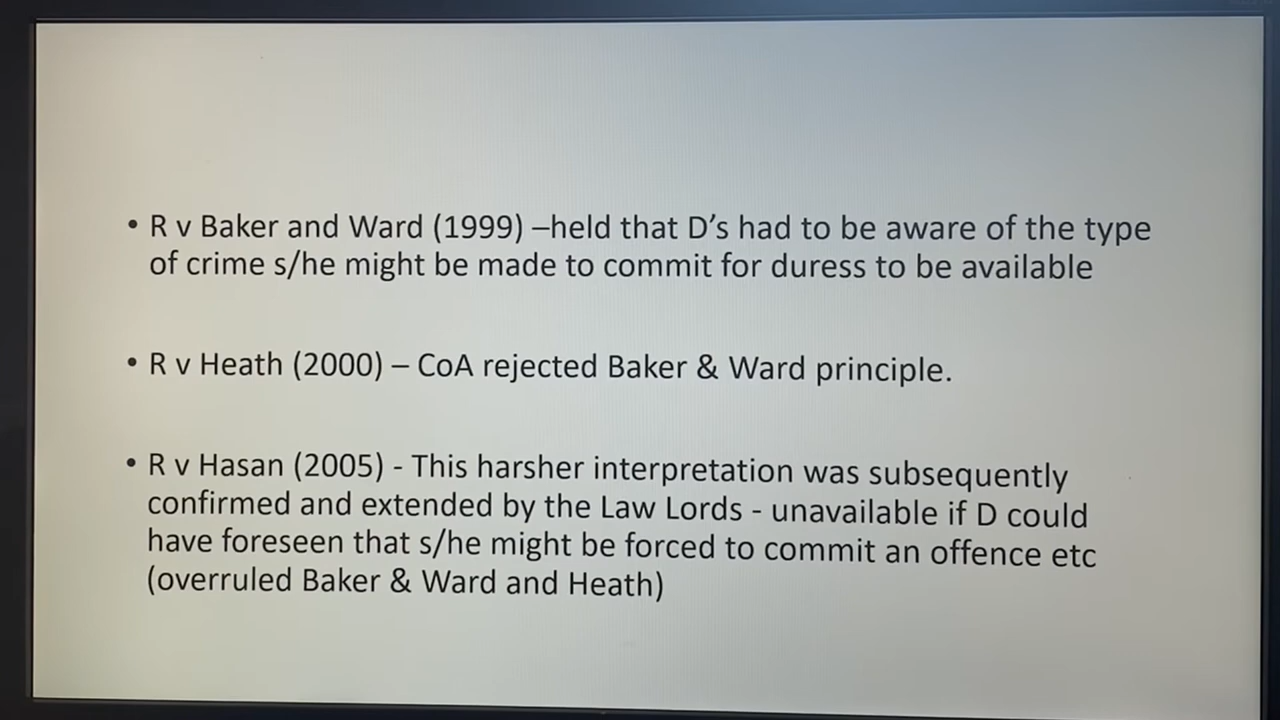 • R v Baker and Ward (1999) –held that D’s had to be aware of the type
of crime s/he might be made to commit for duress to be available
• R v Heath (2000) – CoA rejected Baker & Ward principle.
• R v Hasan (2005) - This harsher interpretation was subsequently
confirmed and extended by the Law Lords - unavailable if D could
have foreseen that s/he might be forced to commit an offence etc
(overruled Baker & Ward and Heath)